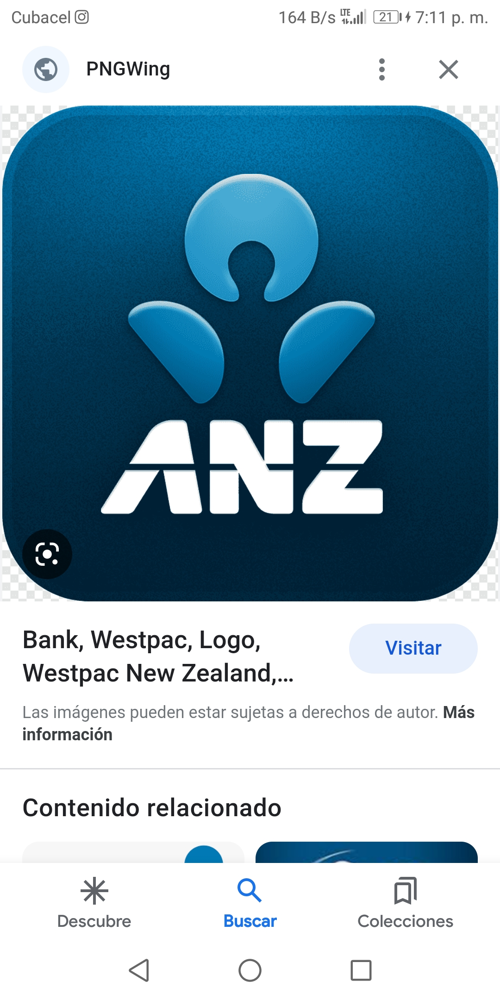 Cubacel 164 B/s LTE 21 7:11 p. m.
PNGWing
ANZ
Bank, Westpac, Logo,
Westpac New Zealand,...
Visitar
Las imágenes pueden estar sujetas a derechos de autor. Más
información
Contenido relacionado
Descubre
Buscar
Colecciones